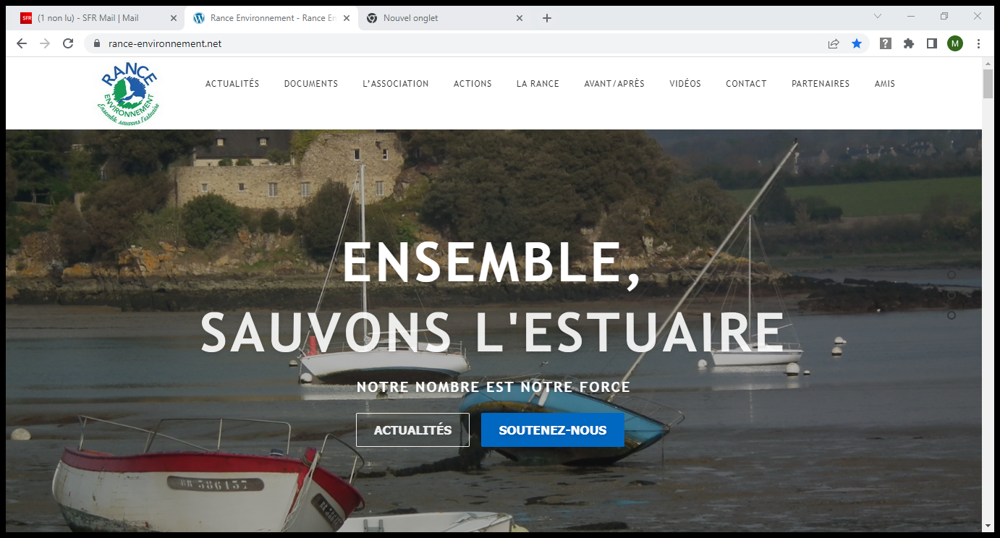 SFR
(1 non lu) - SFR Mail | Mail
Rance Environnement - Rance En
Nouvel onglet
rance-environnement.net
M
RANCE
ENVIRONNEMENT
Ensemble, sauvons l'estuaire
ACTUALITÉS
DOCUMENTS
L'ASSOCIATION
ACTIONS
LA RANCE
AVANT/APRÈS
VIDÉOS
CONTACT
PARTENAIRES
AMIS
ENSEMBLE,
SAUVONS L'ESTUAIRE
NOTRE NOMBRE EST NOTRE FORCE
ACTUALITÉS
SOUTENEZ-NOUS